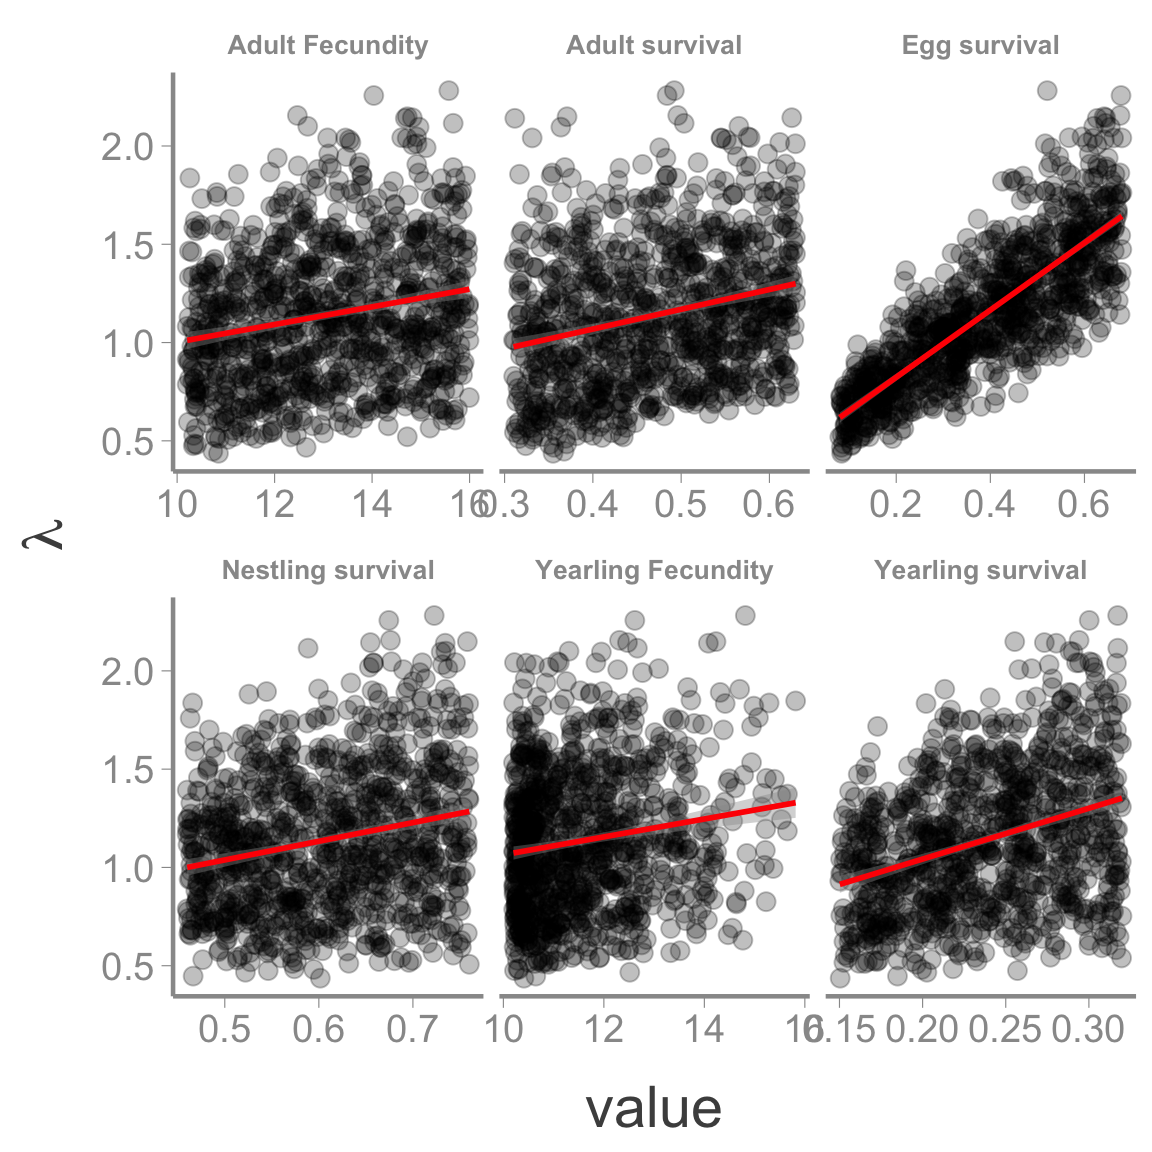 Adult Fecundity Adult survival Egg survival
2.0
1.5
1.0
0.5
10 12 14 16 0.3 0.4 0.5 0.6 0.2 0.4 0.6
λ
Nestling survival Yearling Fecundity Yearling survival
2.0
1.5
1.0
0.5
0.5 0.6 0.7 10 12 14 16 0.15 0.20 0.25 0.30
value